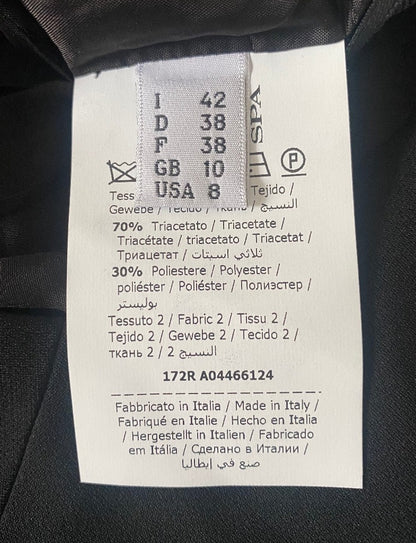 I 42
D 38
F 38
GB 10
USA 8
SPA
P
Tess Tejido /
Gewebe / Tecido / ткань / النسيج
70% Triacetato / Triacetate /
Triacétate / triacetato / Triacetat /
Триацетат / ثلاثي اسيتات
30% Poliestere / Polyester /
poliéster / Poliéster / Полиэстер /
بوليستر
Tessuto 2 / Fabric 2 / Tissu 2 /
Tejido 2 / Gewebe 2 / Tecido 2 /
ткань 2 / النسيج 2
172R A04466124
Fabbricato in Italia / Made in Italy /
Fabriqué en Italie / Hecho en Italia
/ Hergestellt in Italien / Fabricado
em Itália / Сделано в Италии /
صنع في إيطاليا